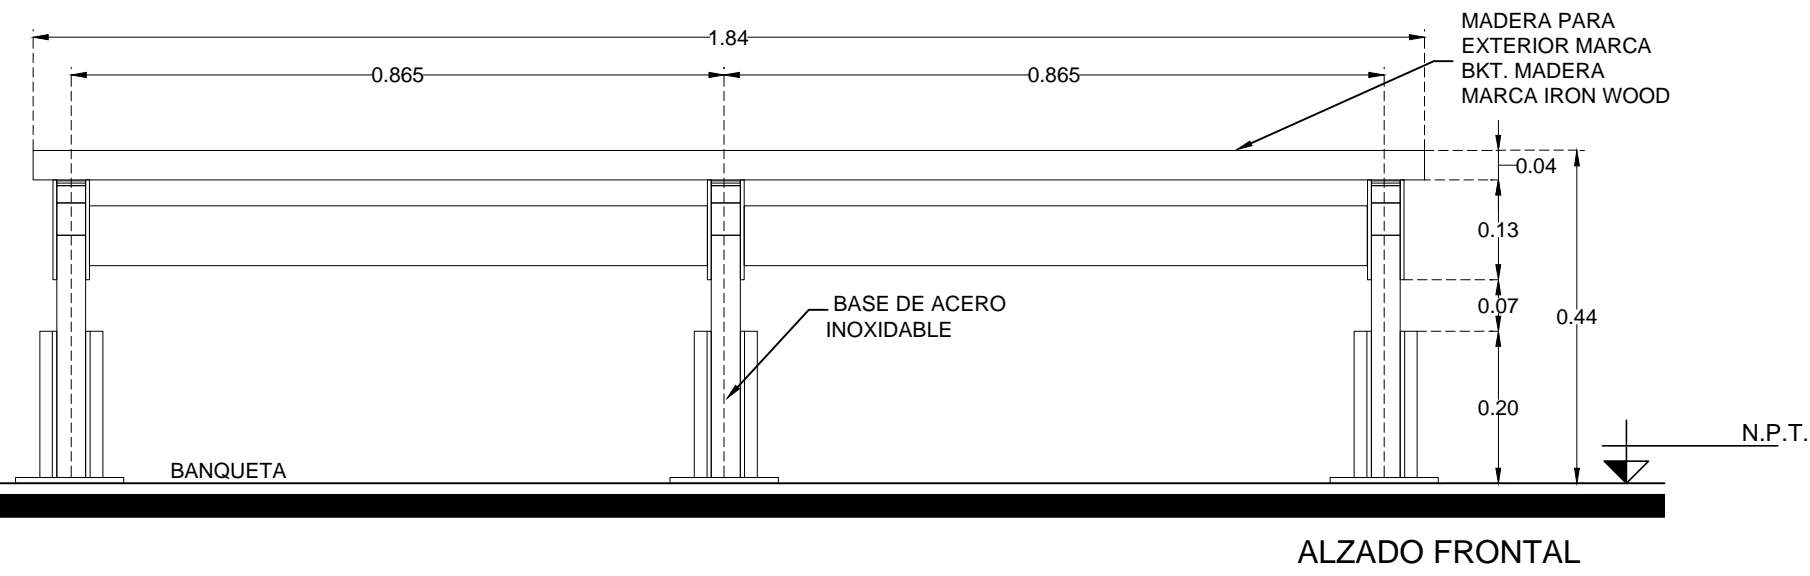 MADERA PARA
EXTERIOR MARCA
BKT. MADERA
MARCA IRON WOOD
1.84
0.865
0.865
0.04
0.13
BASE DE ACERO
INOXIDABLE
0.07
0.44
0.20
N.P.T.
BANQUETA
ALZADO FRONTAL